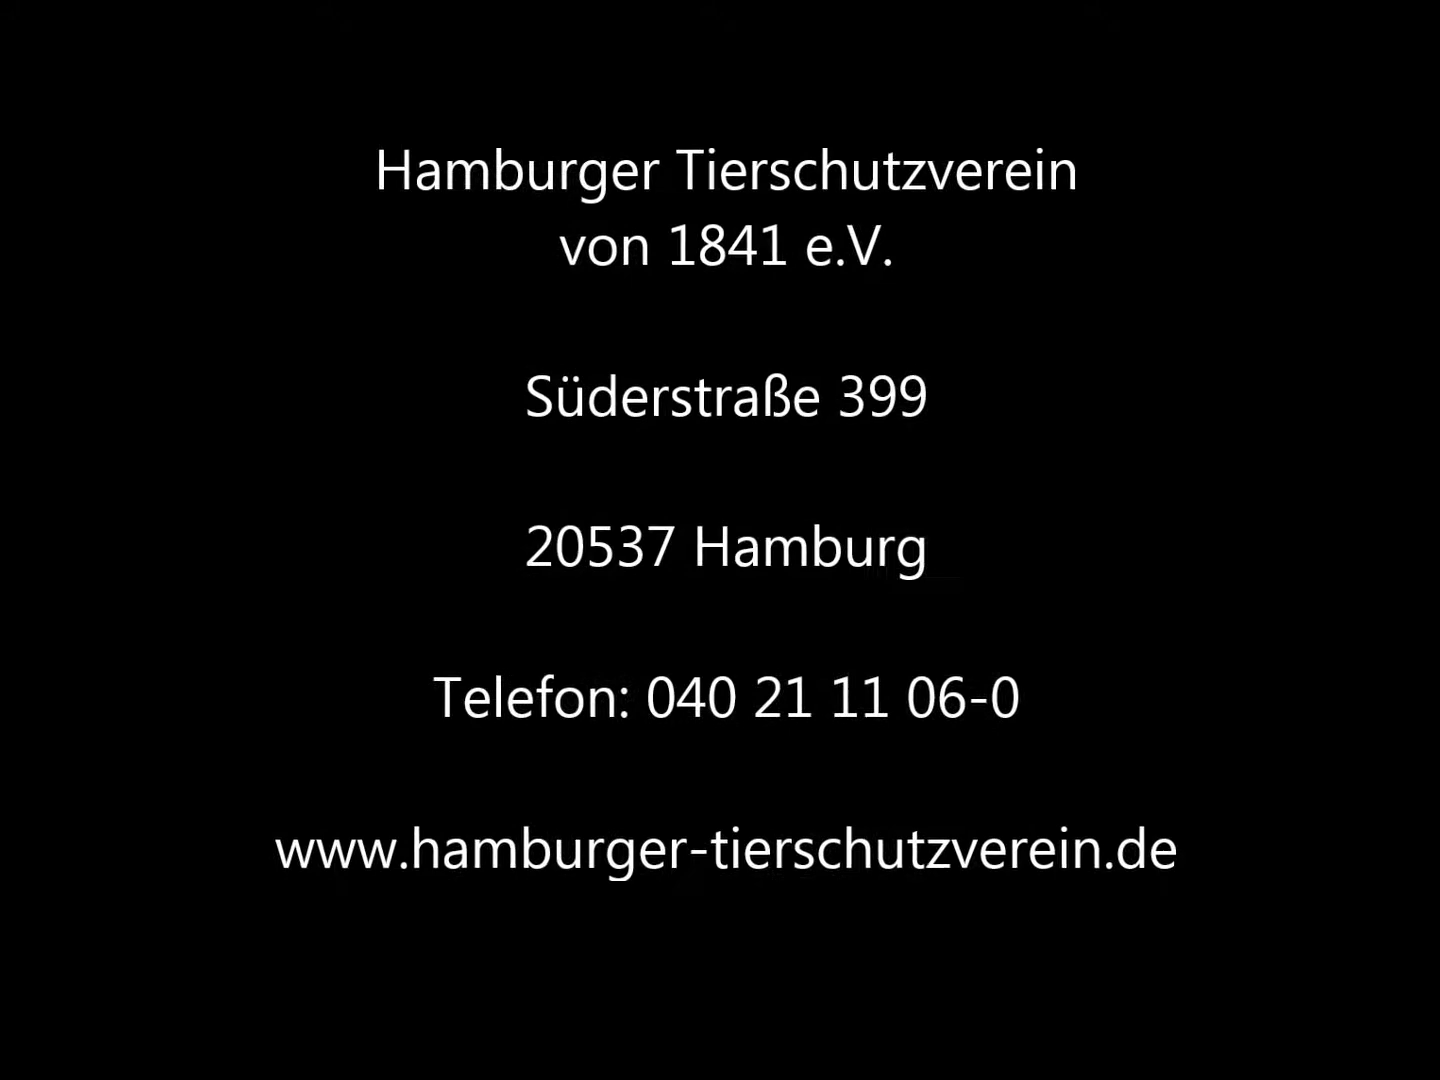 Hamburger Tierschutzverein
von 1841 e.V.
Süderstraße 399
20537 Hamburg
Telefon: 040 21 11 06-0
www.hamburger-tierschutzverein.de